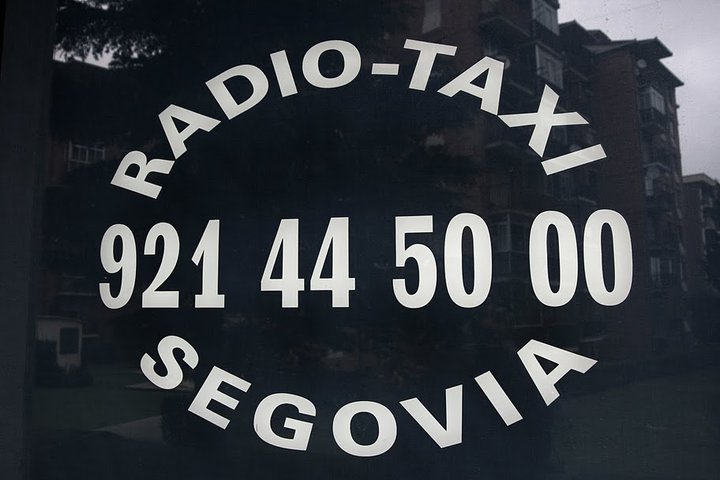 RADIO-TAXI
921 44 50 00
SEGOVIA